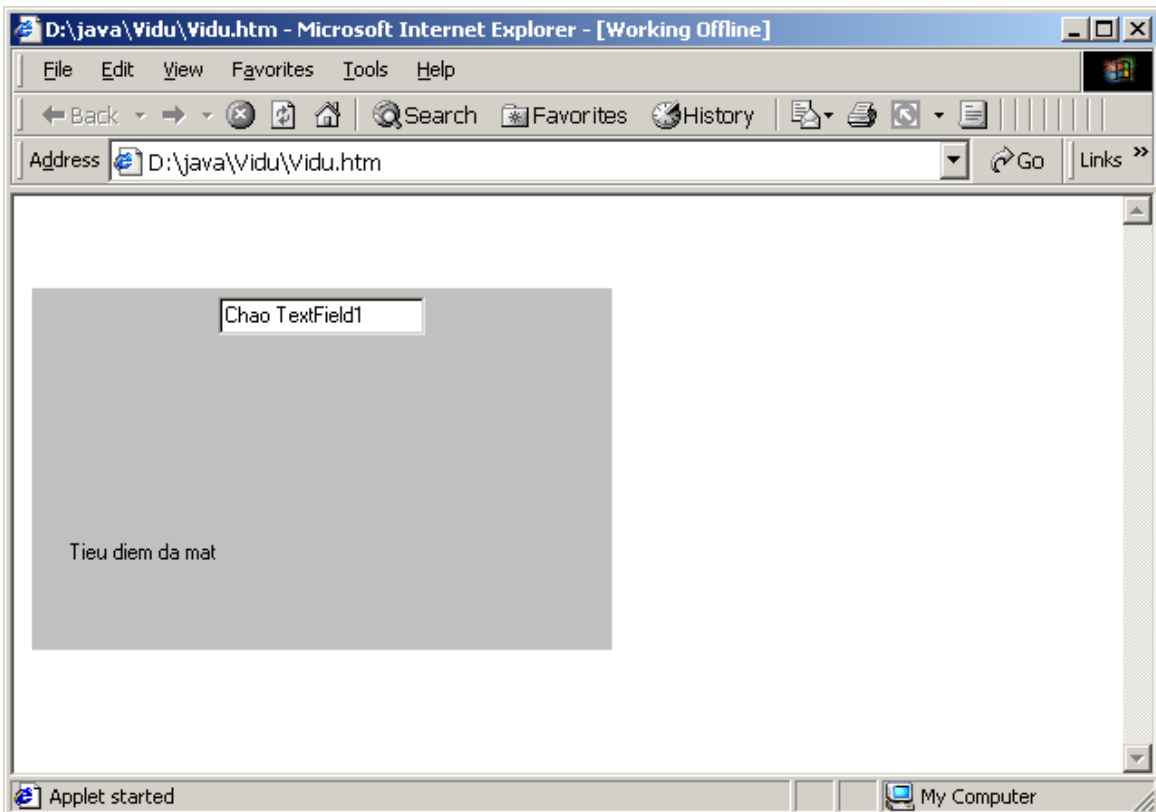 D:\java\Vidu\Vidu.htm - Microsoft Internet Explorer - [Working Offline]
File Edit View Favorites Tools Help
Back Search Favorites History
Address D:\java\Vidu\Vidu.htm Go Links »
Chao TextField1
Tieu diem da mat
Applet started My Computer